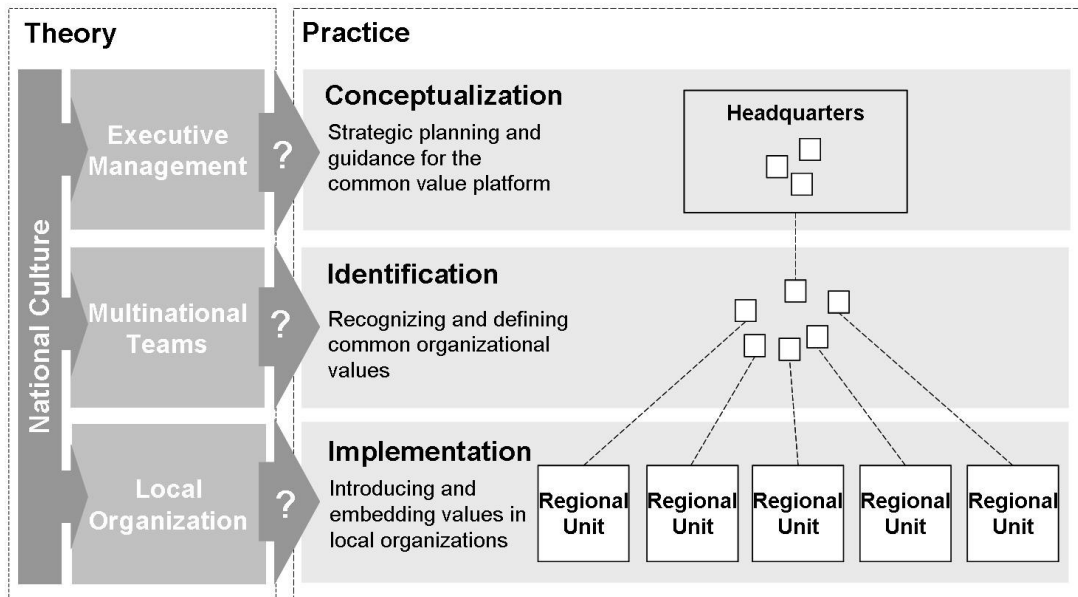 Theory
Practice
National Culture
Executive
Management
?
Conceptualization
Strategic planning and
guidance for the
common value platform
Headquarters
Multinational
Teams
?
Identification
Recognizing and defining
common organizational
values
Local
Organization
?
Implementation
Introducing and
embedding values in
local organizations
Regional
Unit
Regional
Unit
Regional
Unit
Regional
Unit
Regional
Unit